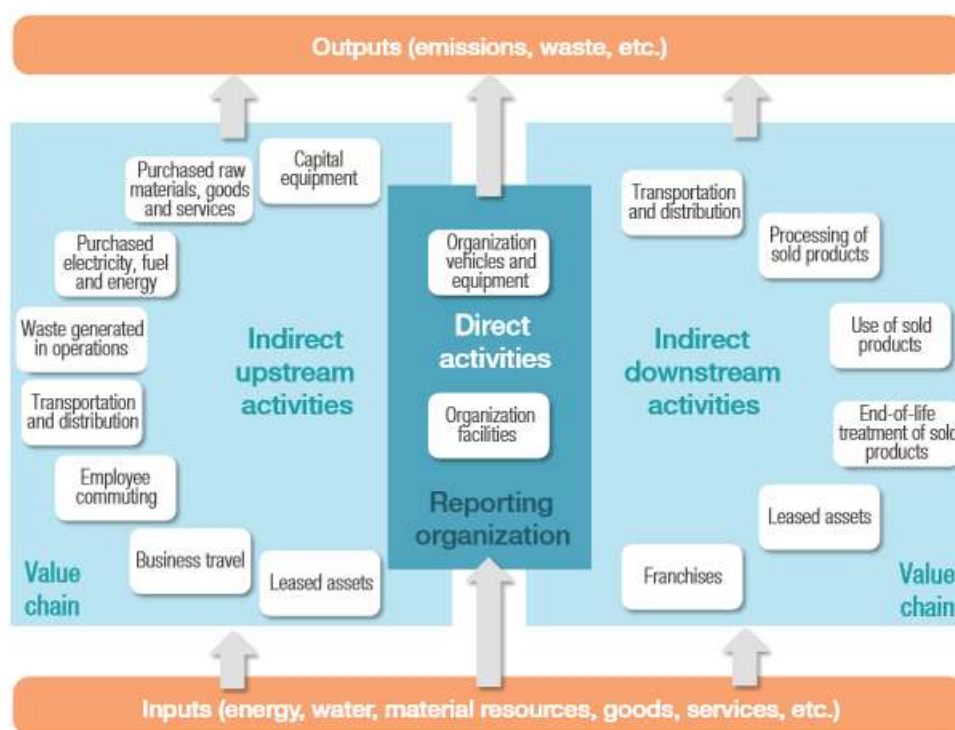 Outputs (emissions, waste, etc.)
Capital
equipment
Purchased raw
materials, goods
and services
Purchased
electricity, fuel
and energy
Waste generated
in operations
Transportation
and distribution
Employee
commuting
Business travel
Leased assets
Indirect
upstream
activities
Value
chain
Organization
vehicles and
equipment
Direct
activities
Organization
facilities
Reporting
organization
Transportation
and distribution
Processing of
sold products
Use of sold
products
End-of-life
treatment of sold
products
Leased assets
Franchises
Indirect
downstream
activities
Value
chain
Inputs (energy, water, material resources, goods, services, etc.)